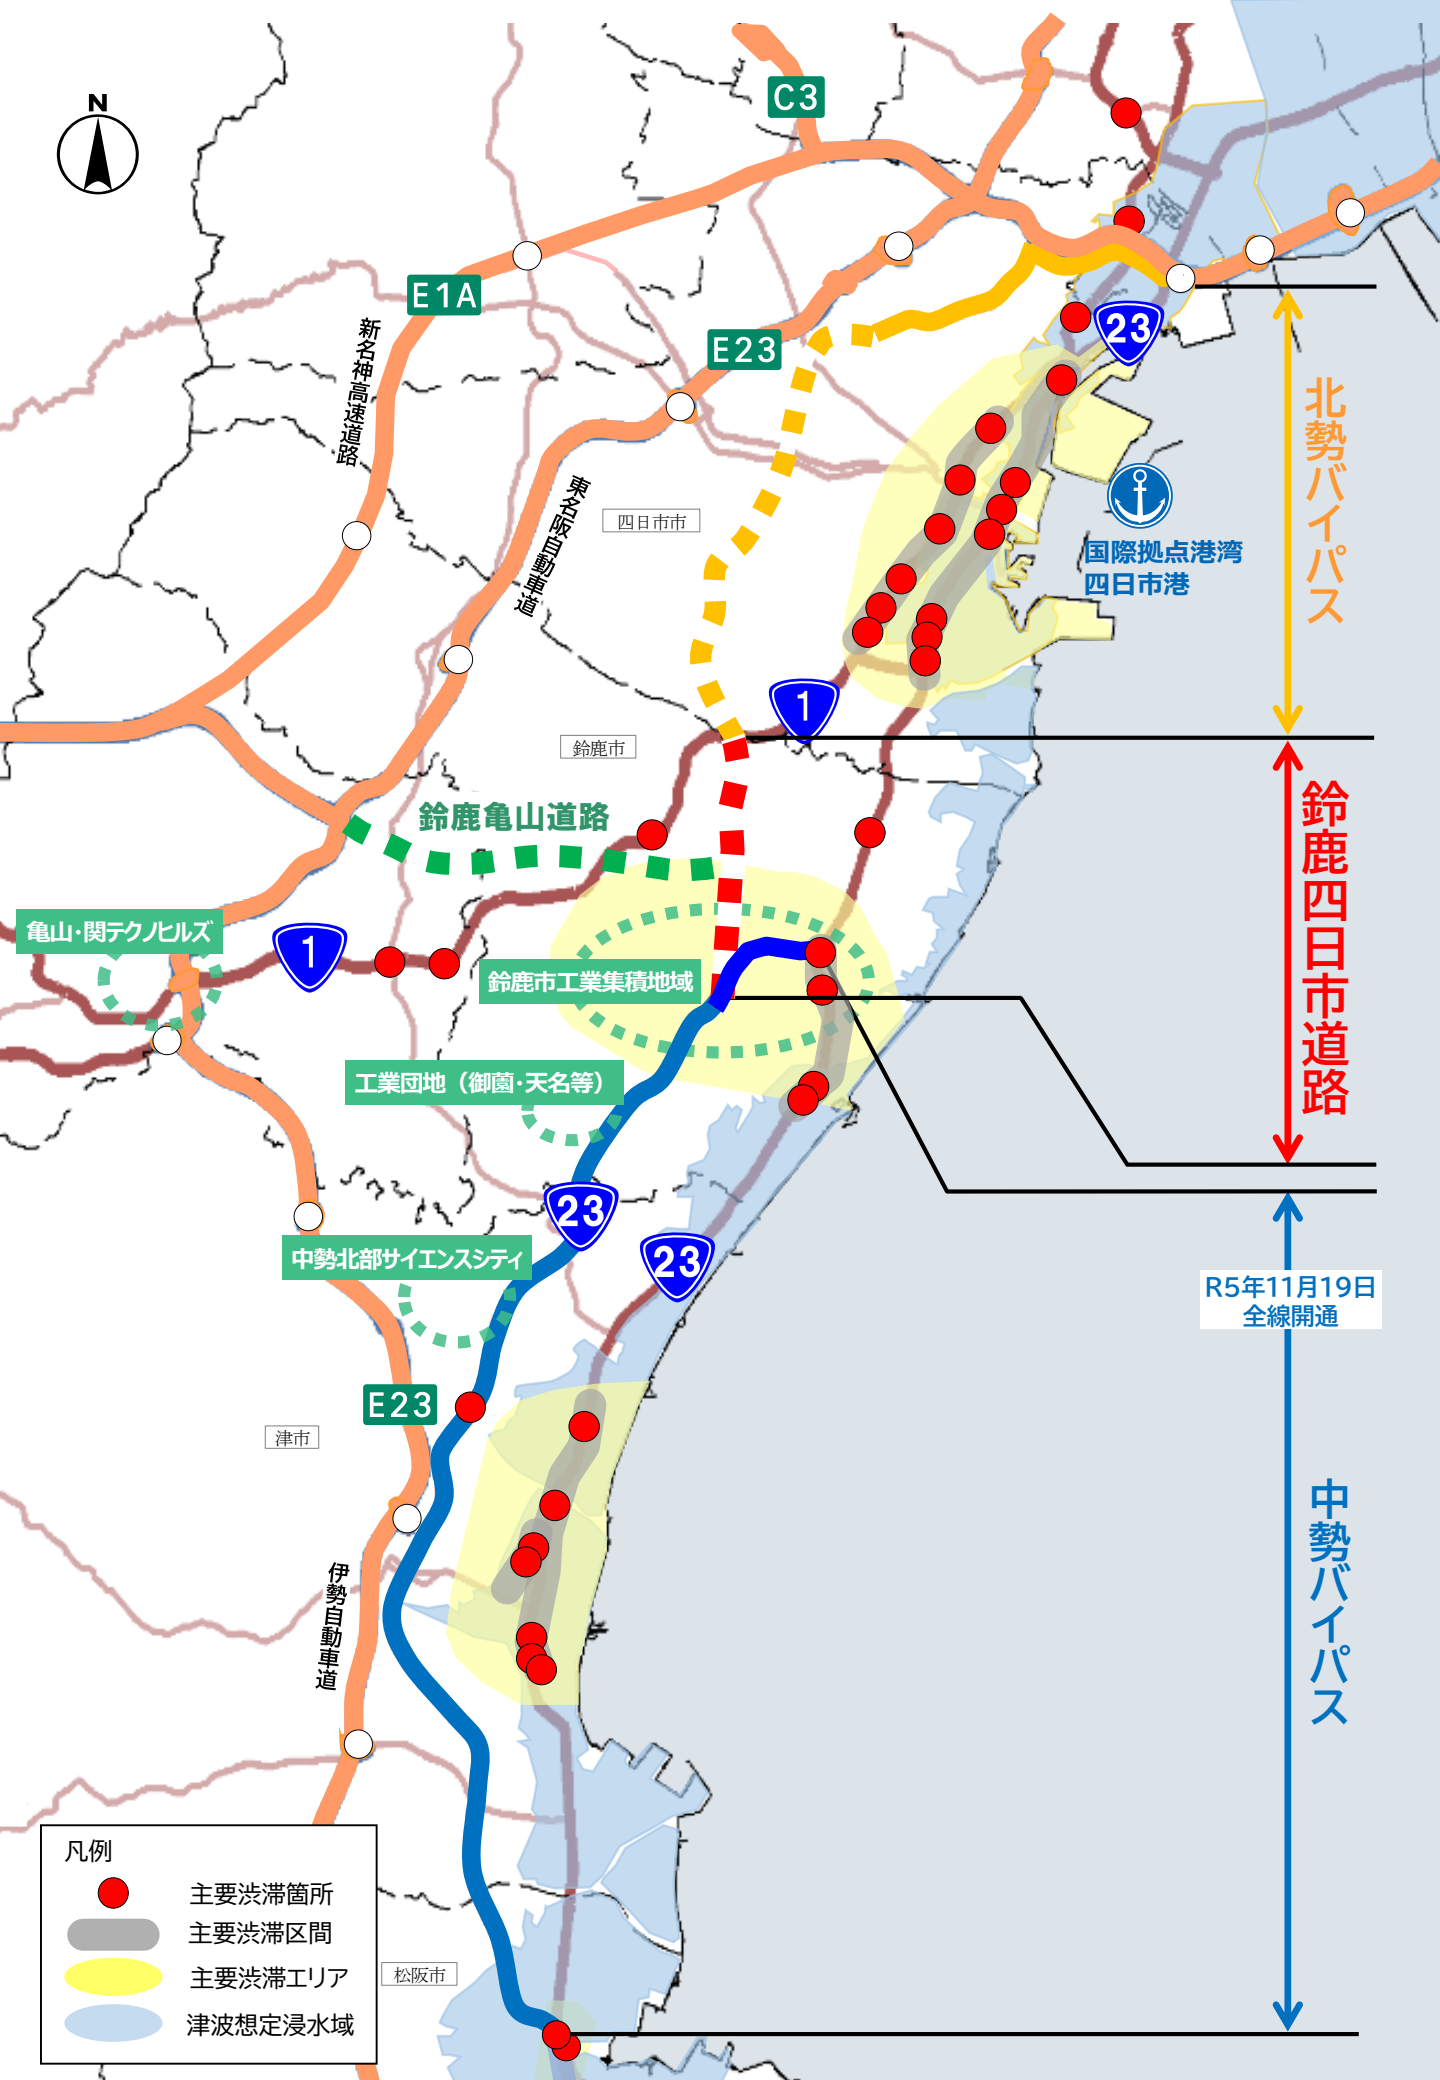 N
C3
E1A
新名神高速道路
E23
23
北勢バイパス
東名阪自動車道
四日市市
国際拠点港湾
四日市港
1
鈴鹿市
鈴鹿亀山道路
鈴鹿四日市道路
亀山・関テクノヒルズ
1
鈴鹿市工業集積地域
工業団地（御薗・天名等）
23
23
中勢北部サイエンスシティ
R5年11月19日
全線開通
E23
津市
中勢バイパス
伊勢自動車道
凡例
主要渋滞箇所
主要渋滞区間
主要渋滞エリア
津波想定浸水域
松阪市